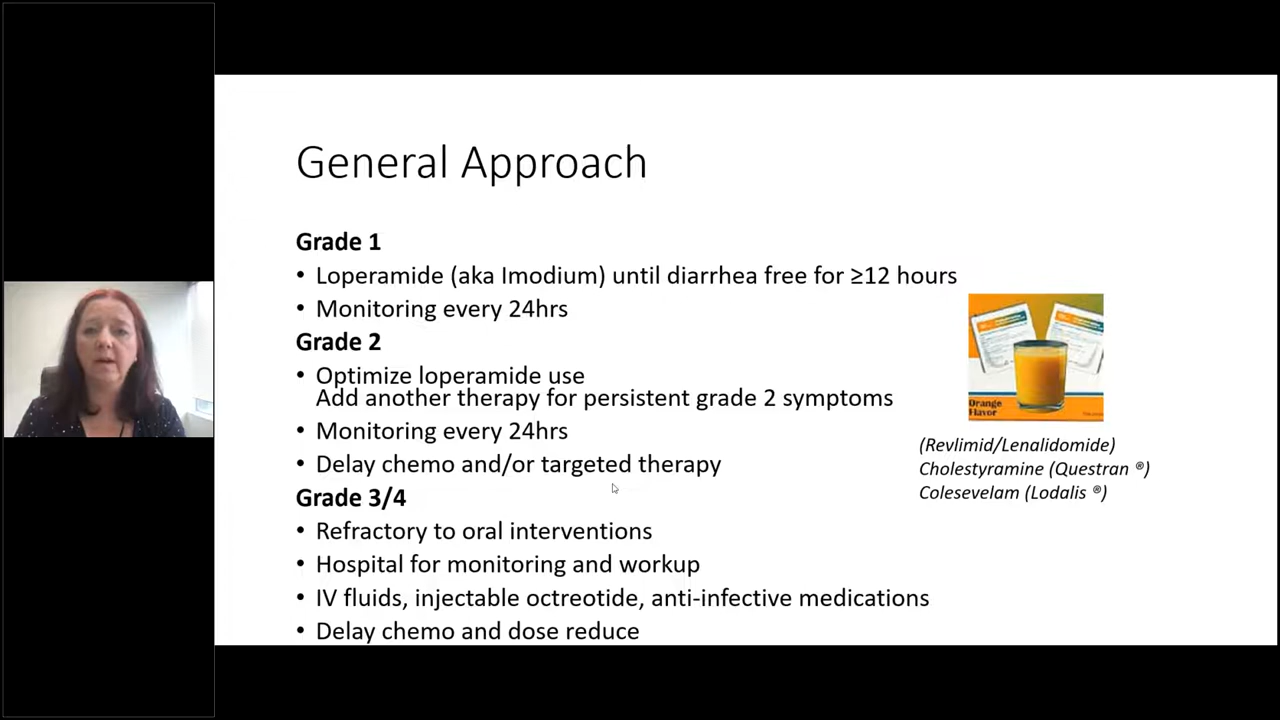 General Approach
Grade 1
• Loperamide (aka Imodium) until diarrhea free for ≥12 hours
• Monitoring every 24hrs
Grade 2
• Optimize loperamide use
Add another therapy for persistent grade 2 symptoms
• Monitoring every 24hrs
• Delay chemo and/or targeted therapy
Grade 3/4
• Refractory to oral interventions
• Hospital for monitoring and workup
• IV fluids, injectable octreotide, anti-infective medications
• Delay chemo and dose reduce
Orange
Flavor
(Revlimid/Lenalidomide)
Cholestyramine (Questran ®)
Colesevelam (Lodalis ®)